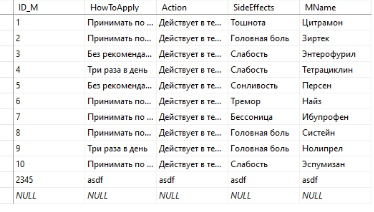 ID_M HowToApply Action SideEffects MName
1 Принимать по ... Действует в те... Тошнота Цитрамон
2 Принимать по ... Действует в те... Головная боль Зиртек
3 Без рекоменда... Действует в те... Слабость Энтерофурил
4 Три раза в день Действует в те... Слабость Тетрациклин
5 Без рекоменда... Действует в те... Сонливость Персен
6 Принимать по ... Действует в те... Тремор Найз
7 Принимать по ... Действует в те... Бессоница Ибупрофен
8 Принимать по ... Действует в те... Головная боль Систейн
9 Три раза в день Действует в те... Головная боль Нолипрел
10 Принимать по ... Действует в те... Слабость Эспумизан
2345 asdf asdf asdf asdf
NULL NULL NULL NULL NULL